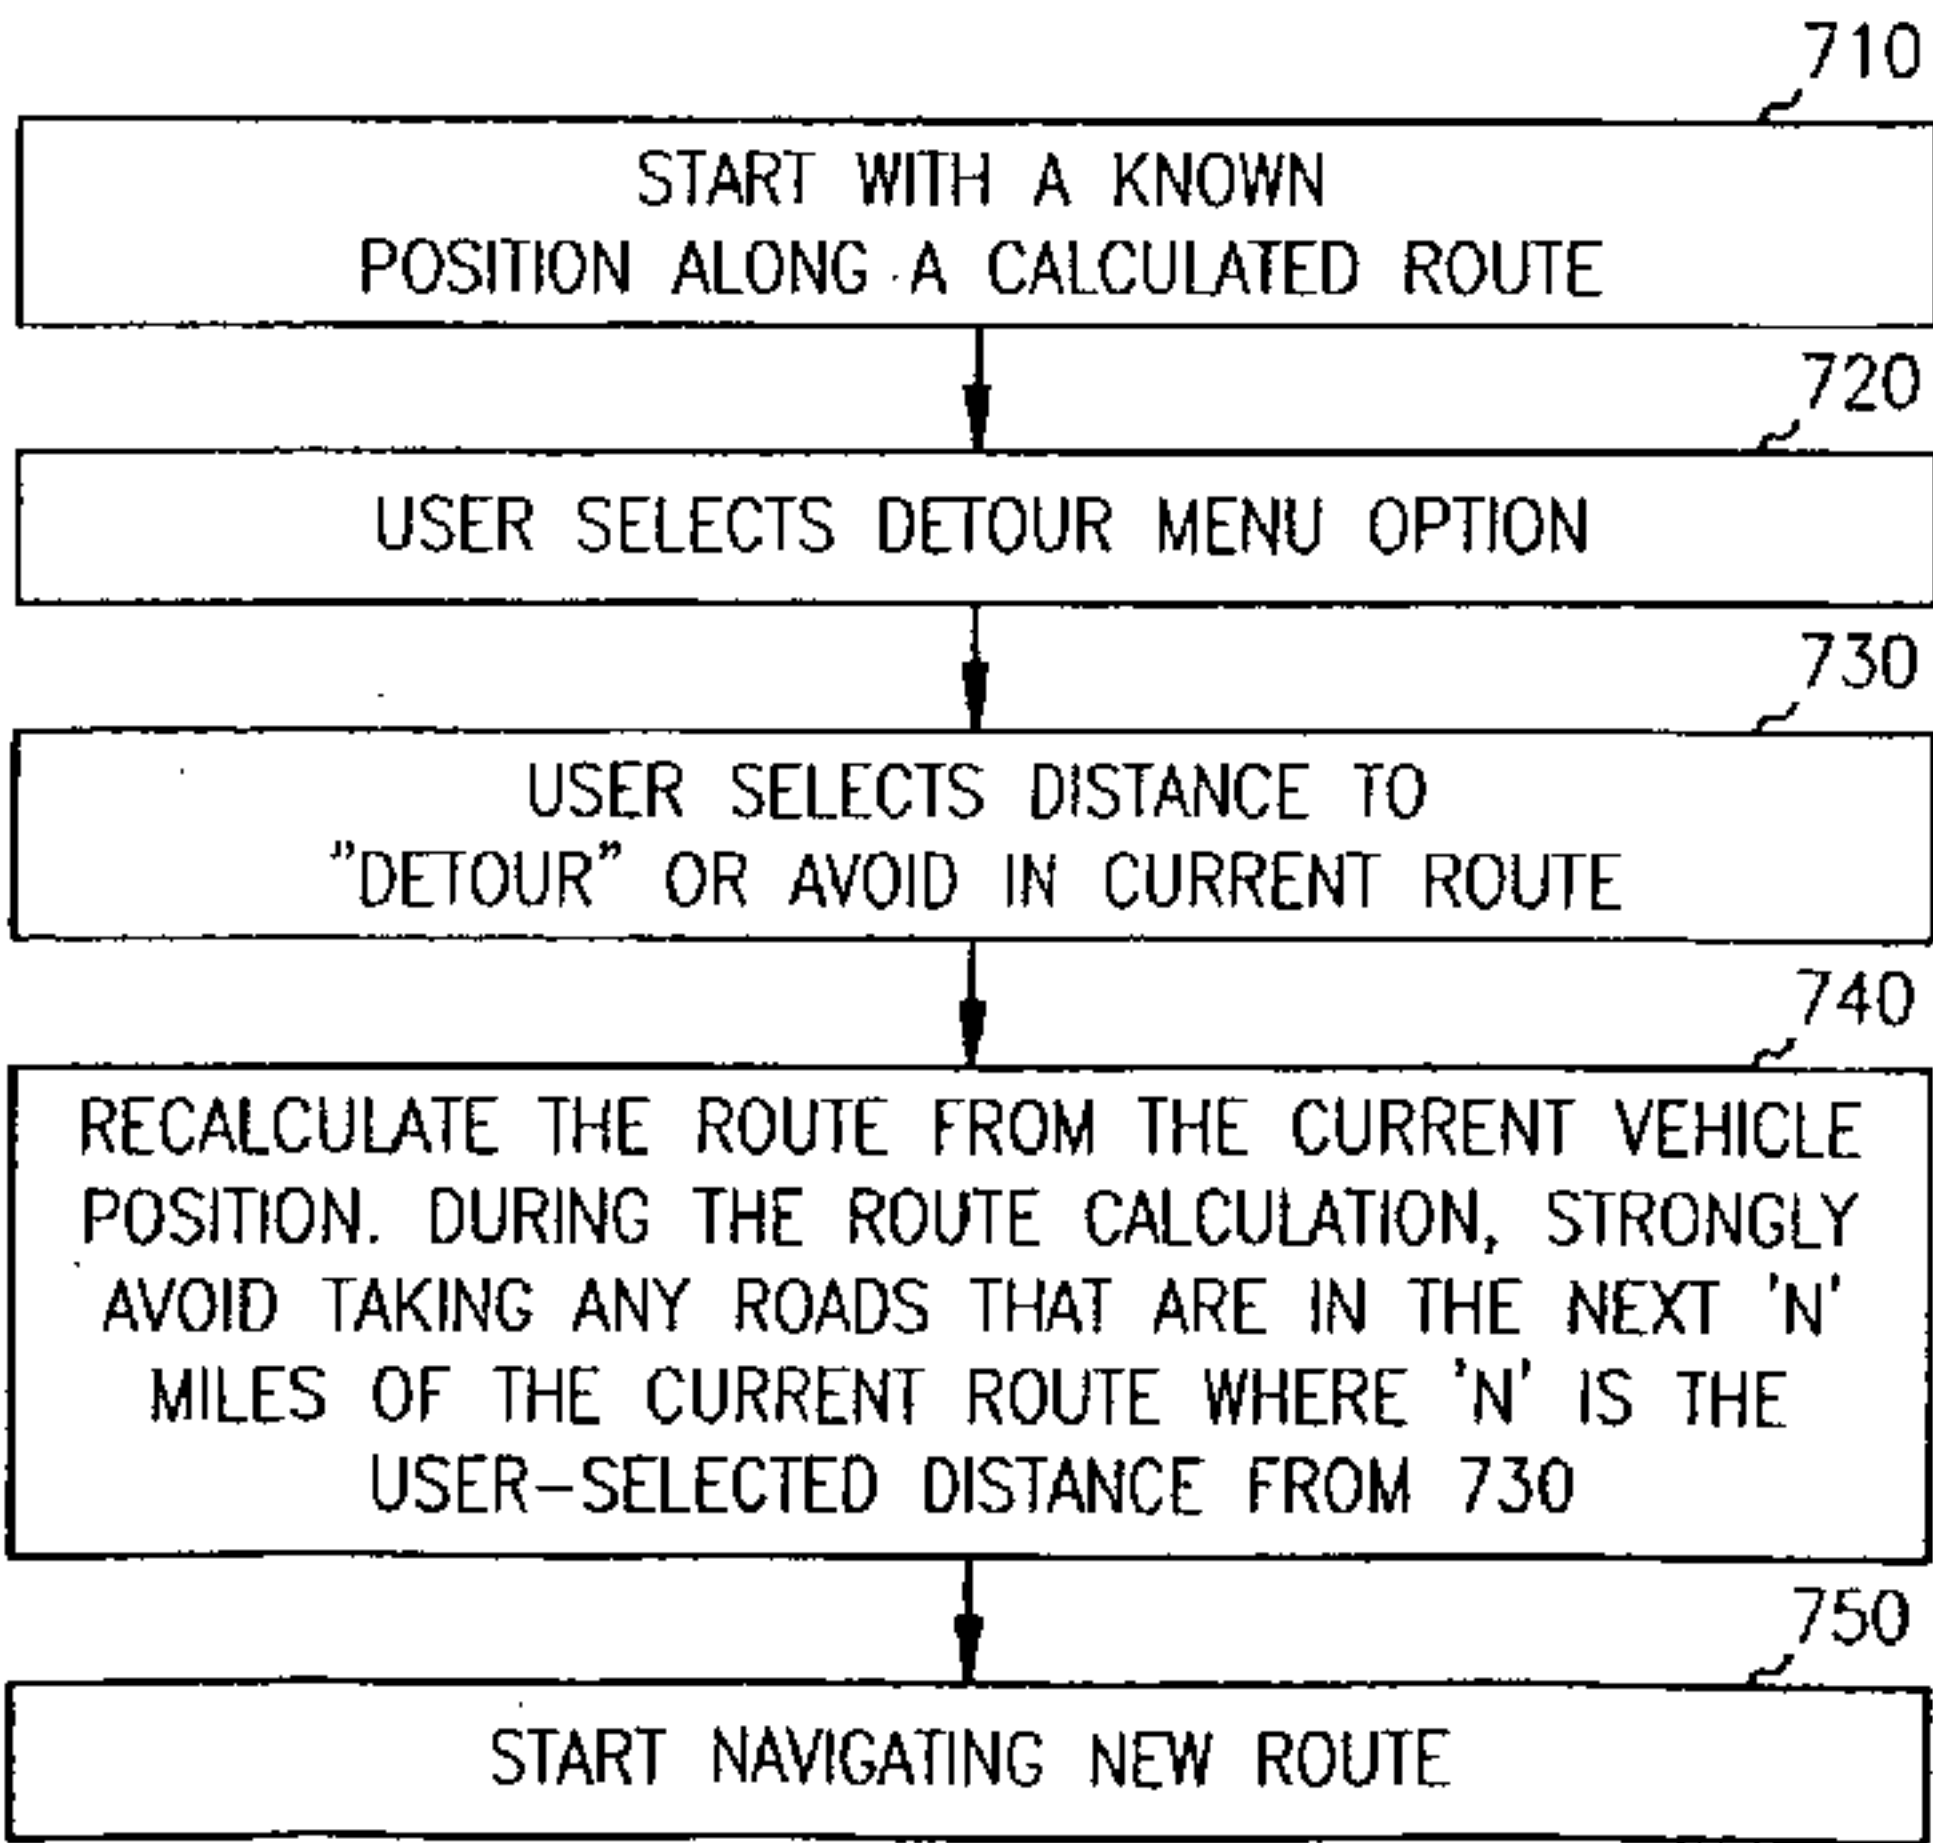 710
START WITH A KNOWN
POSITION ALONG A CALCULATED ROUTE
720
USER SELECTS DETOUR MENU OPTION
730
USER SELECTS DISTANCE TO
"DETOUR" OR AVOID IN CURRENT ROUTE
740
RECALCULATE THE ROUTE FROM THE CURRENT VEHICLE
POSITION. DURING THE ROUTE CALCULATION, STRONGLY
AVOID TAKING ANY ROADS THAT ARE IN THE NEXT 'N'
MILES OF THE CURRENT ROUTE WHERE 'N' IS THE
USER-SELECTED DISTANCE FROM 730
750
START NAVIGATING NEW ROUTE